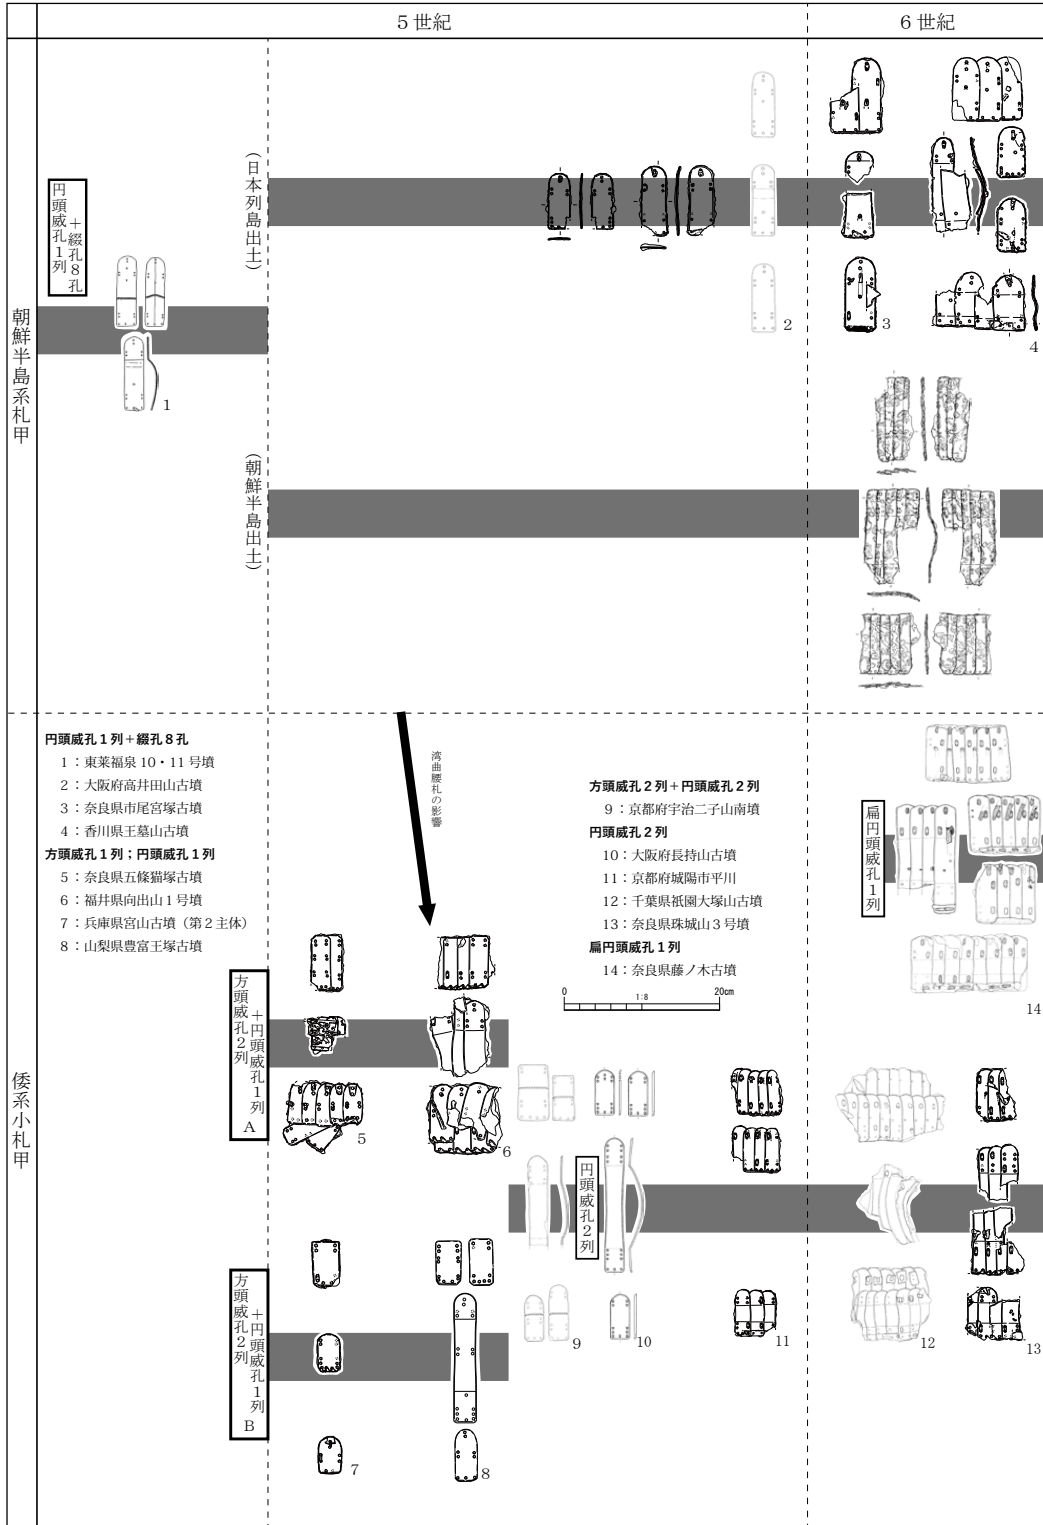 5世紀
6世紀
朝鮮半島系札甲
円頭威孔1列
+綴孔8孔
(日本列島出土)
(朝鮮半島出土)
1
2
3
4
円頭威孔1列+綴孔8孔
1:東莱福泉10・11号墳
2:大阪府高井田山古墳
3:奈良県市尾宮塚古墳
4:香川県王墓山古墳
方頭威孔1列;円頭威孔1列
5:奈良県五條猫塚古墳
6:福井県向出山1号墳
7:兵庫県宮山古墳(第2主体)
8:山梨県豊富王塚古墳
湾曲腰札の影響
方頭威孔2列+円頭威孔2列
9:京都府宇治二子山南墳
円頭威孔2列
10:大阪府長持山古墳
11:京都府城陽市平川
12:千葉県祇園大塚山古墳
13:奈良県珠城山3号墳
扁円頭威孔1列
14:奈良県藤ノ木古墳
0
1:8
20cm
扁円頭威孔1列
14
倭系小札甲
方頭威孔2列
+円頭威孔1列
A
5
6
円頭威孔2列
方頭威孔2列
+円頭威孔1列
B
7
8
9
10
11
12
13